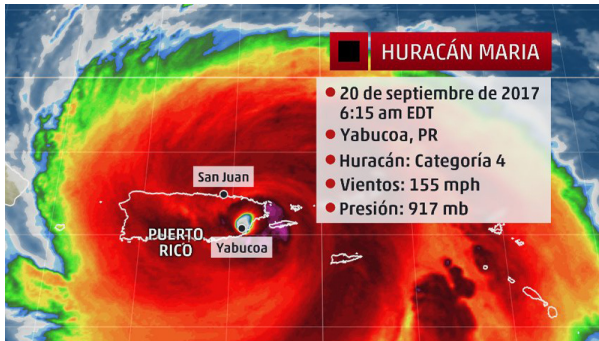 HURACÁN MARIA
20 de septiembre de 2017
6:15 am EDT
Yabucoa, PR
Huracán: Categoría 4
Vientos: 155 mph
Presión: 917 mb
San Juan
PUERTO
RICO
Yabucoa